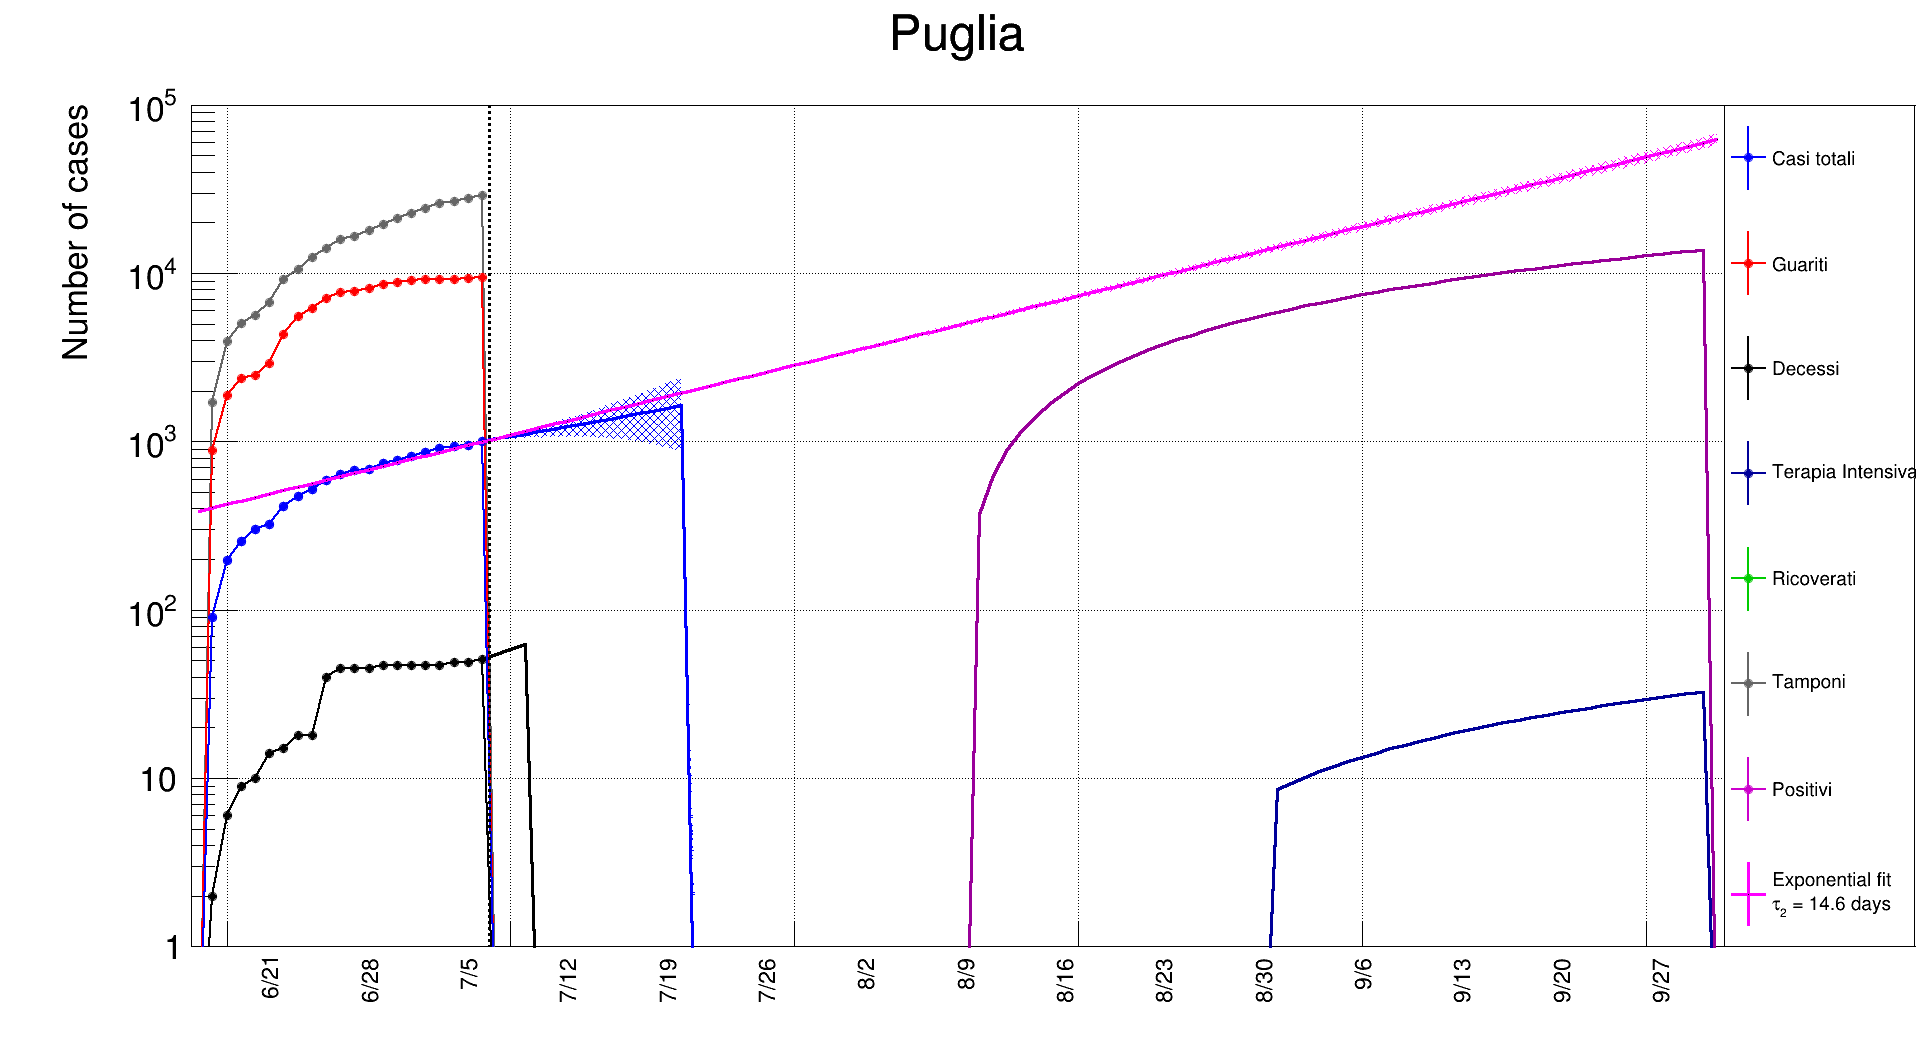 Puglia
Number of cases
10^5
10^4
10^3
10^2
10
1
6/21
6/28
7/5
7/12
7/19
7/26
8/2
8/9
8/16
8/23
8/30
9/6
9/13
9/20
9/27
Casi totali
Guariti
Decessi
Terapia Intensiva
Ricoverati
Tamponi
Positivi
Exponential fit
τ_2 = 14.6 days